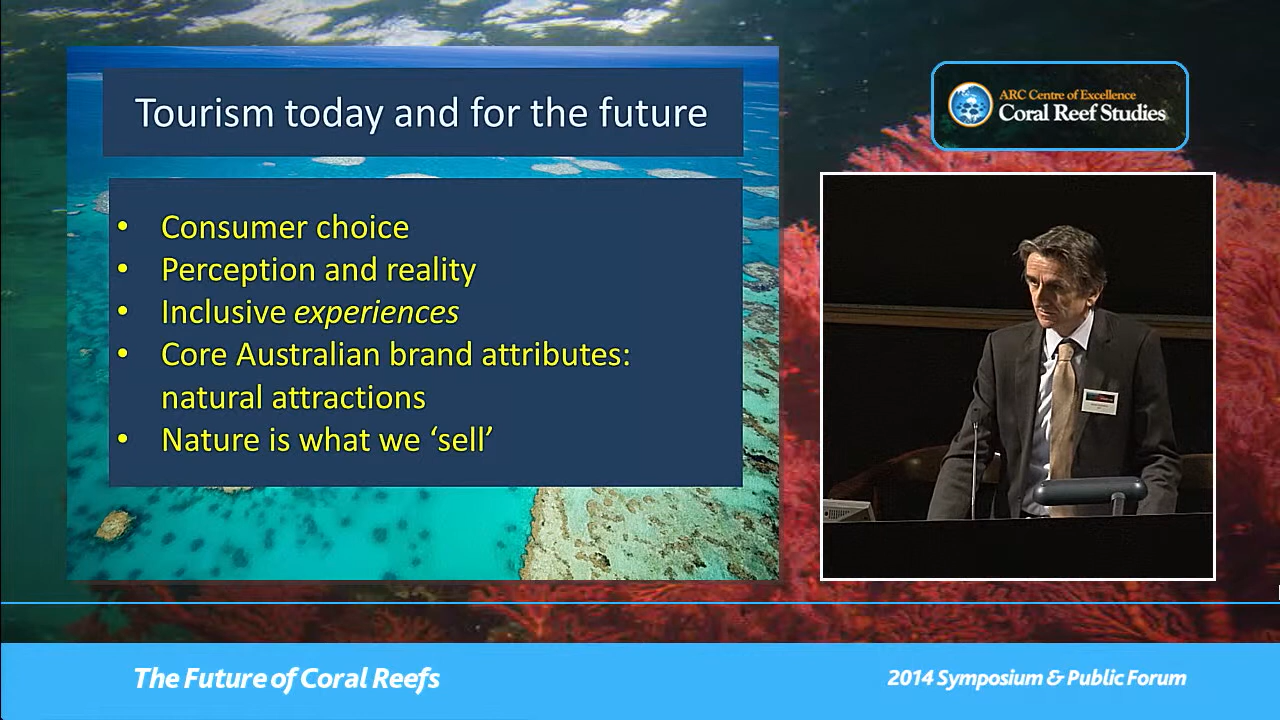 Tourism today and for the future
• Consumer choice
• Perception and reality
• Inclusive experiences
• Core Australian brand attributes:
natural attractions
• Nature is what we ‘sell’
ARC Centre of Excellence
Coral Reef Studies
The Future of Coral Reefs
2014 Symposium & Public Forum